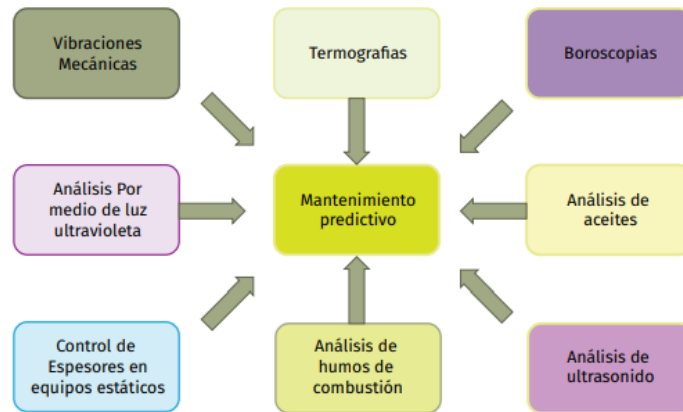 Vibraciones
Mecánicas
Termografias
Boroscopias
Análisis Por
medio de luz
ultravioleta
Mantenimiento
predictivo
Análisis de
aceites
Control de
Espesores en
equipos estáticos
Análisis de
humos de
combustión
Análisis de
ultrasonido